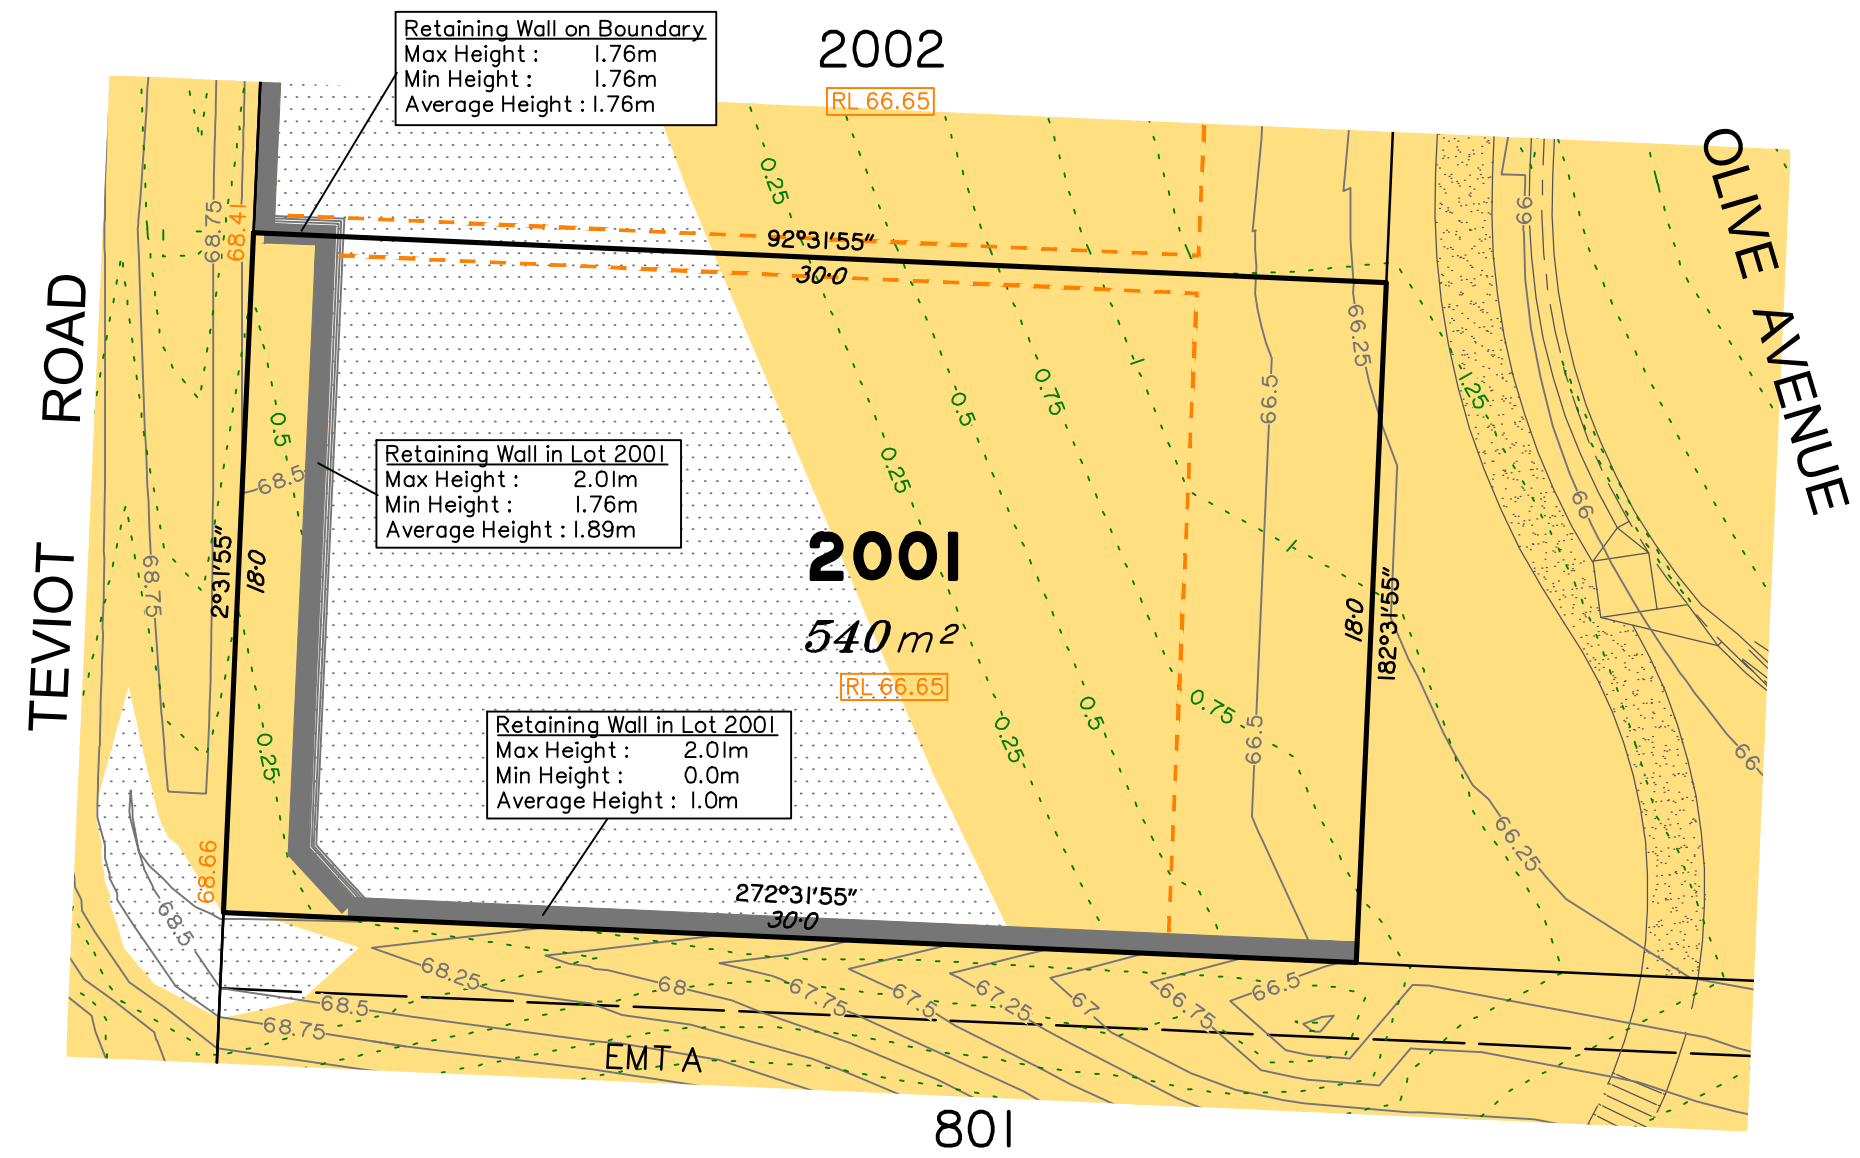 Retaining Wall on Boundary
Max Height : 1.76m
Min Height : 1.76m
Average Height : 1.76m
2002
RL 66.65
OLIVE AVENUE
TEVIOT ROAD
68.75
68.41
0.25
92°31'55"
30·0
66
66.25
66.5
0.5
0.75
0.5
0.25
1.25
68.5
Retaining Wall in Lot 2001
Max Height : 2.01m
Min Height : 1.76m
Average Height : 1.89m
66
2001
540 m²
RL 66.65
2°31'55"
18·0
68.75
18·0
182°31'55"
0.25
0.25
0.5
0.75
66.5
66
Retaining Wall in Lot 2001
Max Height : 2.01m
Min Height : 0.0m
Average Height : 1.0m
68.66
66.25
272°31'55"
30·0
68.5
68.25
68
67.75
67.5
67.25
67
66.75
66.5
68.5
68.75
EMT A
801